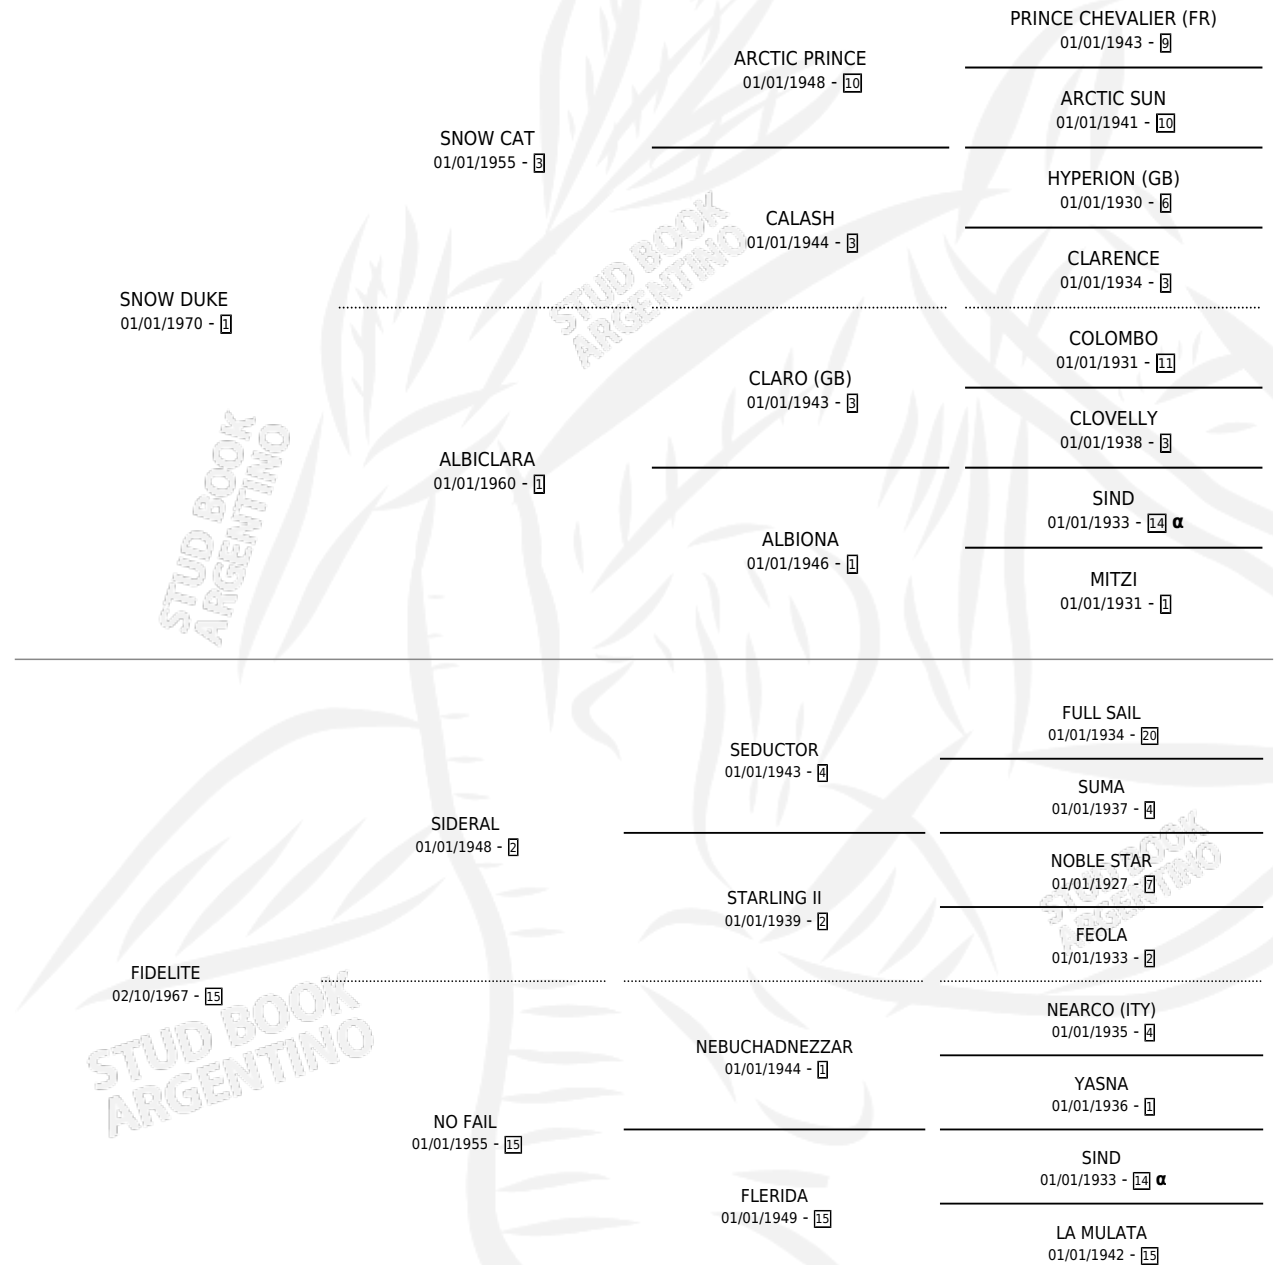 PRINCE CHEVALIER (FR)
01/01/1943 - 9
ARCTIC PRINCE
01/01/1948 - 10
ARCTIC SUN
01/01/1941 - 10
SNOW CAT
01/01/1955 - 3
HYPERION (GB)
01/01/1930 - 6
CALASH
01/01/1944 - 3
CLARENCE
01/01/1934 - 3
SNOW DUKE
01/01/1970 - 1
COLOMBO
01/01/1931 - 11
CLARO (GB)
01/01/1943 - 3
CLOVELLY
01/01/1938 - 3
ALBICLARA
01/01/1960 - 1
SIND
01/01/1933 - 14 α
ALBIONA
01/01/1946 - 1
MITZI
01/01/1931 - 1
FULL SAIL
01/01/1934 - 20
SEDUCTOR
01/01/1943 - 4
SUMA
01/01/1937 - 4
SIDERAL
01/01/1948 - 2
NOBLE STAR
01/01/1927 - 7
STARLING II
01/01/1939 - 2
FEOLA
01/01/1933 - 2
FIDELITE
02/10/1967 - 15
NEARCO (ITY)
01/01/1935 - 4
NEBUCHADNEZZAR
01/01/1944 - 1
YASNA
01/01/1936 - 1
NO FAIL
01/01/1955 - 15
SIND
01/01/1933 - 14 α
FLERIDA
01/01/1949 - 15
LA MULATA
01/01/1942 - 15
STUD BOOK
ARGENTINO
STUD BOOK
ARGENTINO
STUD BOOK
ARGENTINO
STUD BOOK
ARGENTINO